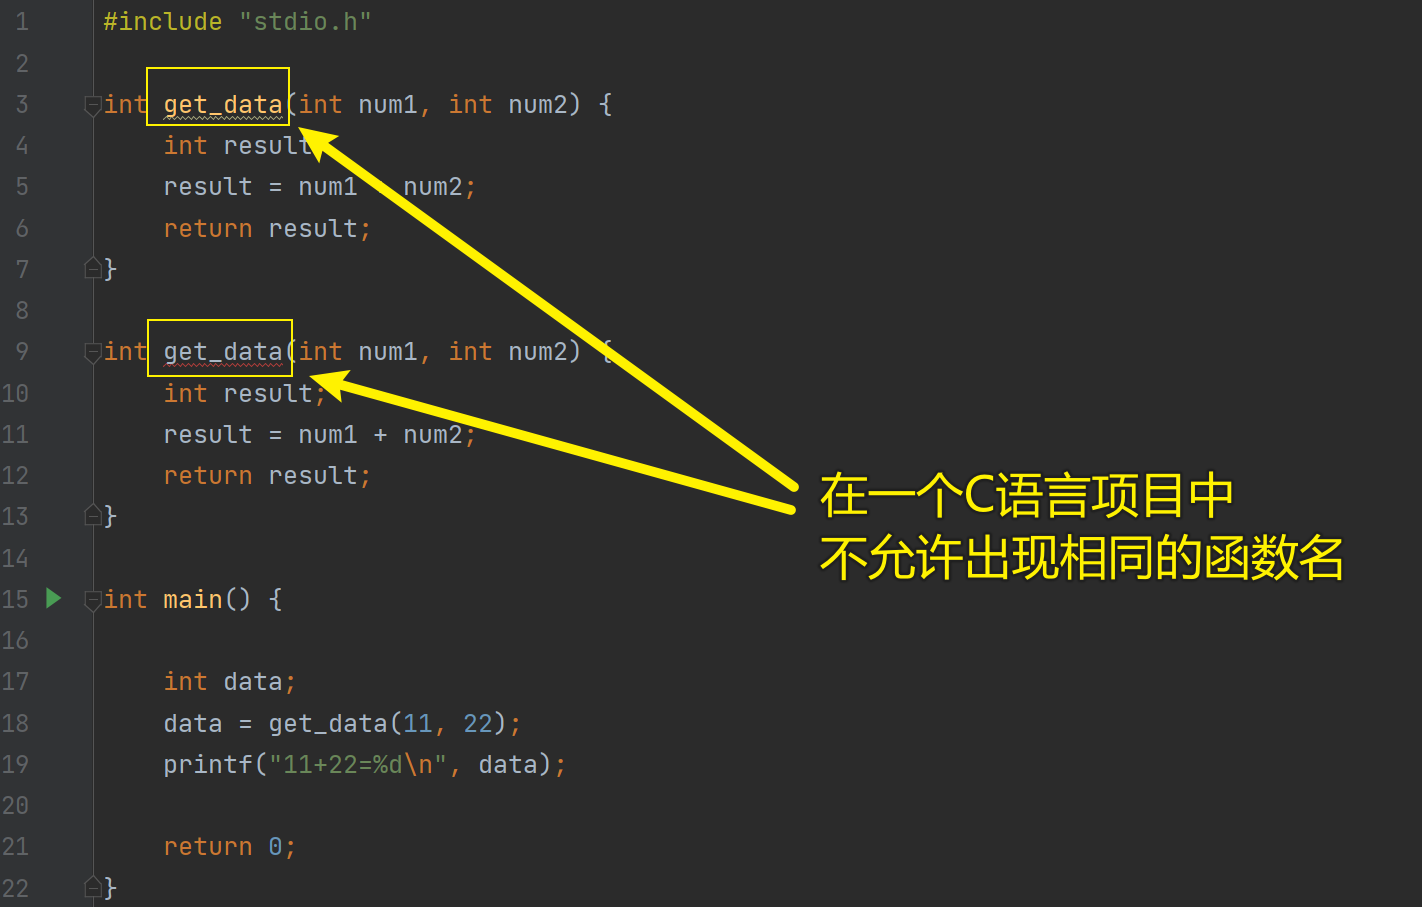 1 #include "stdio.h"
2
3 int get_data(int num1, int num2) {
4 int result
5 result = num1 num2;
6 return result;
7 }
8
9 int get_data(int num1, int num2) {
10 int result;
11 result = num1 + num2;
12 return result;
13 }
14
15 int main() {
16
17 int data;
18 data = get_data(11, 22);
19 printf("11+22=%d\n", data);
20
21 return 0;
22 }
在一个C语言项目中
不允许出现相同的函数名